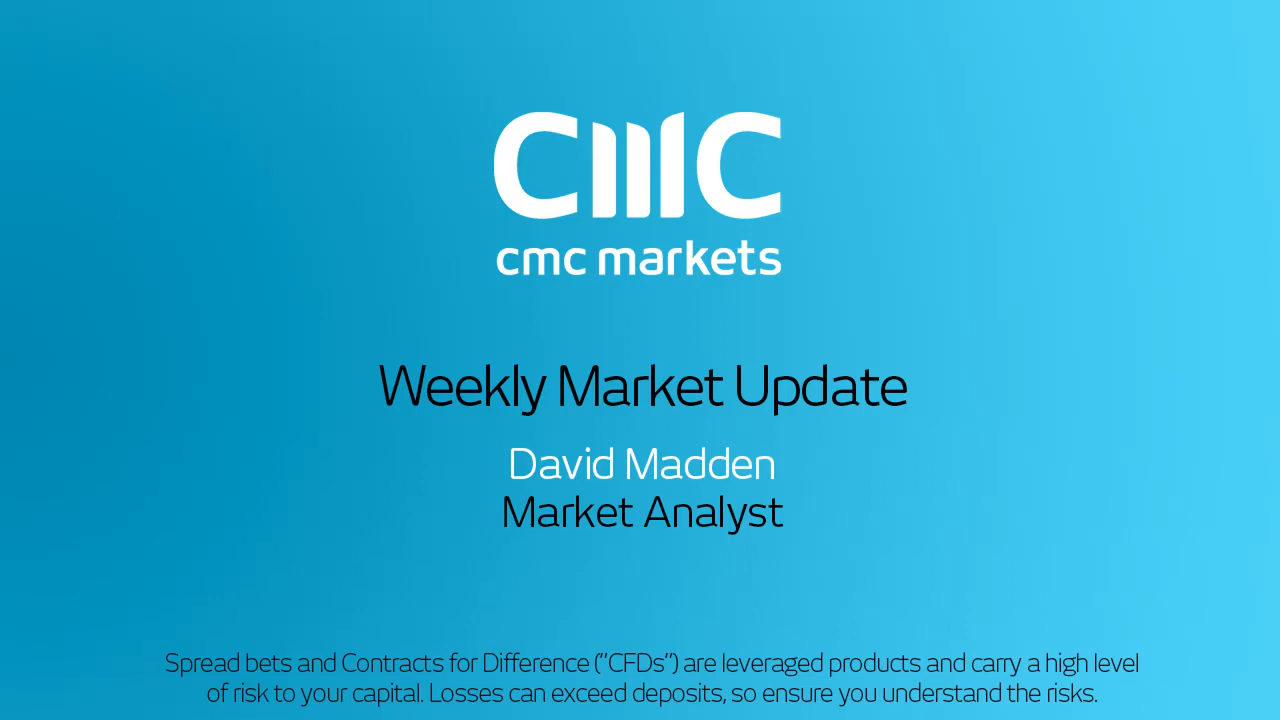 CMC
cmc markets
Weekly Market Update
David Madden
Market Analyst
Spread bets and Contracts for Difference (“CFDs”) are leveraged products and carry a high level
of risk to your capital. Losses can exceed deposits, so ensure you understand the risks.